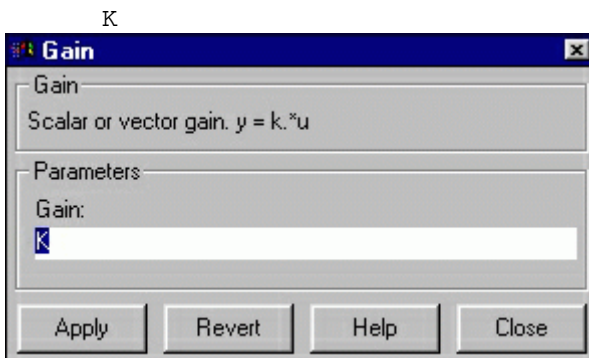 K
Gain
Gain
Scalar or vector gain. y = k.*u
Parameters
Gain:
K
Apply Revert Help Close